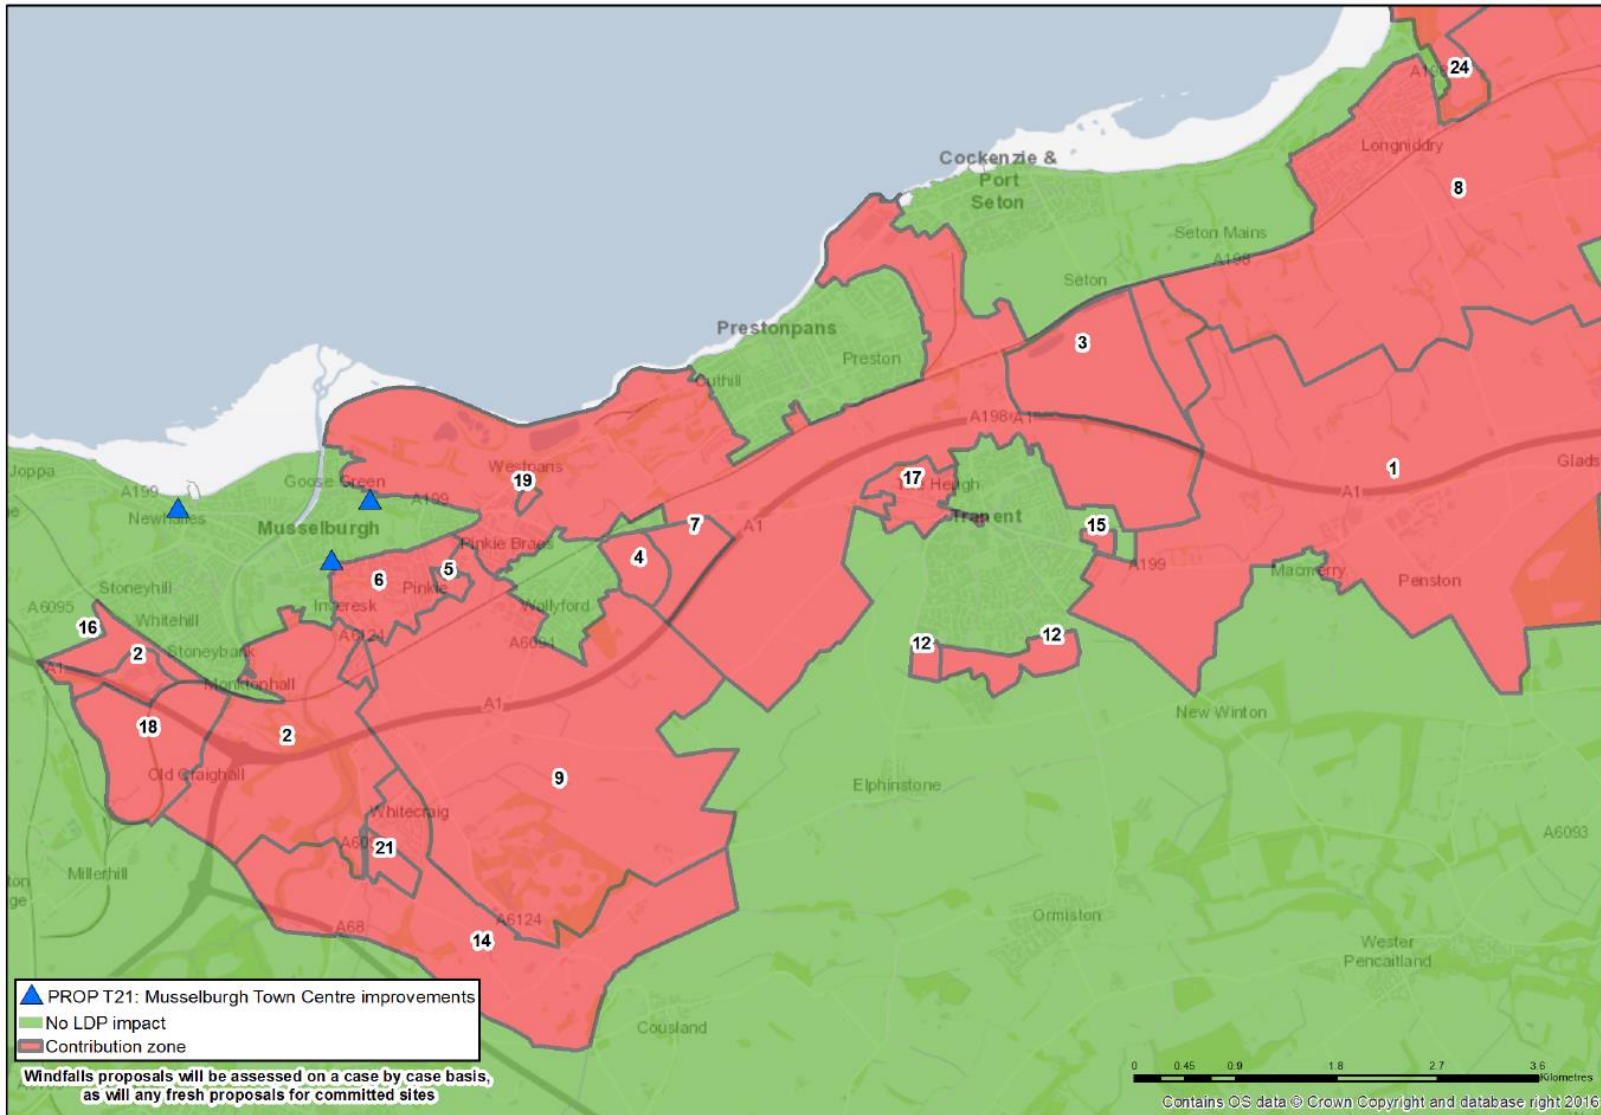 24
A198
Longniddry
8
Cockenzie &
Port
Seton
Seton Mains
A198
Seton
Prestonpans
Preston
3
Cuthill
A198
A1
1
Glads
A1
Westpans
19
17
Tranent
Joppa
A199
Goose Green
A199
Newhailes
Musselburgh
Pinkie Braes
7
A1
15
A199
Macmerry
Penston
4
5
6
Pinkie
Stoneyhill
Inveresk
Wallyford
A6095
Whitehill
16
2
Stoneybank
A6124
A6094
12
12
A1
Monktonhall
A1
New Winton
18
2
Old Craighall
9
Elphinstone
Whitecraig
21
A6093
Millerhill
A68
A6124
14
Ormiston
Wester
Pencaitland
Cousland
PROP T21: Musselburgh Town Centre improvements
No LDP impact
Contribution zone
Windfalls proposals will be assessed on a case by case basis,
as will any fresh proposals for committed sites
0 0.45 0.9 1.8 2.7 3.6
Kilometres
Contains OS data © Crown Copyright and database right 2016